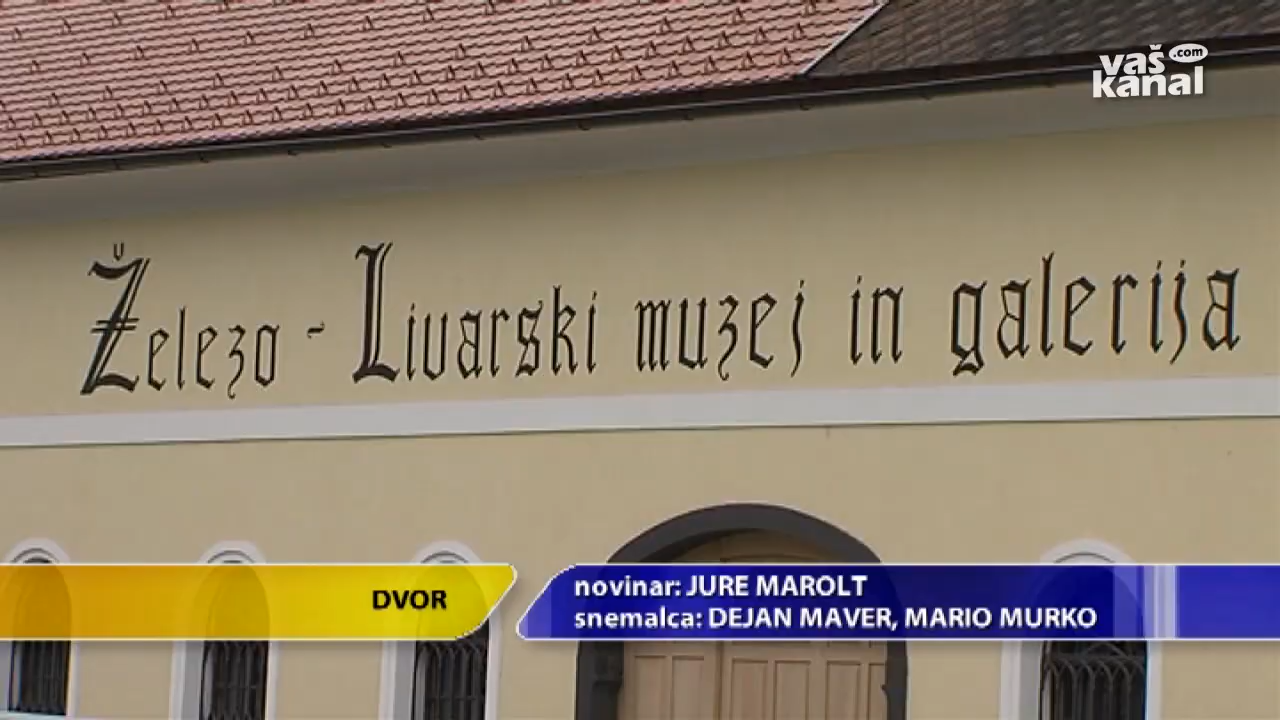 vaš
.com
kanal
Železo - Livarski muzej in galerija
DVOR
novinar: JURE MAROLT
snemalca: DEJAN MAVER, MARIO MURKO